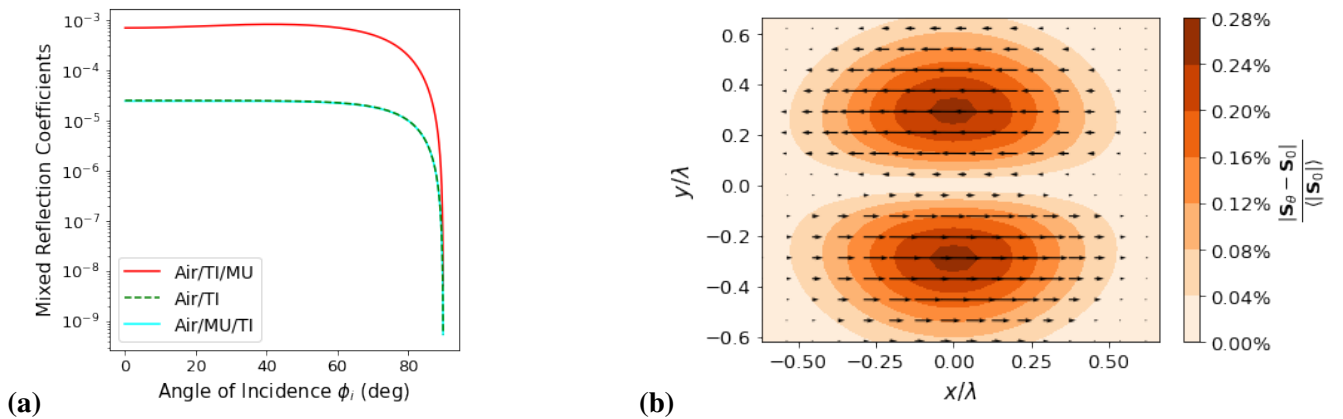 10⁻³
10⁻⁴
10⁻⁵
10⁻⁶
10⁻⁷
10⁻⁸
10⁻⁹
Mixed Reflection Coefficients
Air/TI/MU
Air/TI
Air/MU/TI
0 20 40 60 80
Angle of Incidence ϕᵢ (deg)
(a)
0.6
0.4
0.2
0.0
−0.2
−0.4
−0.6
y/λ
−0.50 −0.25 0.00 0.25 0.50
x/λ
(b)
0.28%
0.24%
0.20%
0.16%
0.12%
0.08%
0.04%
0.00%
|S_θ − S₀|
⟨|S₀|⟩